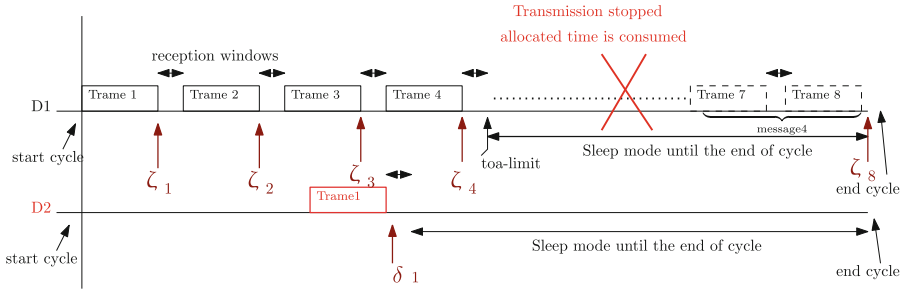 Transmission stopped
allocated time is consumed
reception windows
D1
Trame 1
Trame 2
Trame 3
Trame 4
Trame 7
Trame 8
message4
start cycle
toa-limit
Sleep mode until the end of cycle
ζ 1
ζ 2
ζ 3
ζ 4
ζ 8
end cycle
D2
Trame1
start cycle
δ 1
Sleep mode until the end of cycle
end cycle